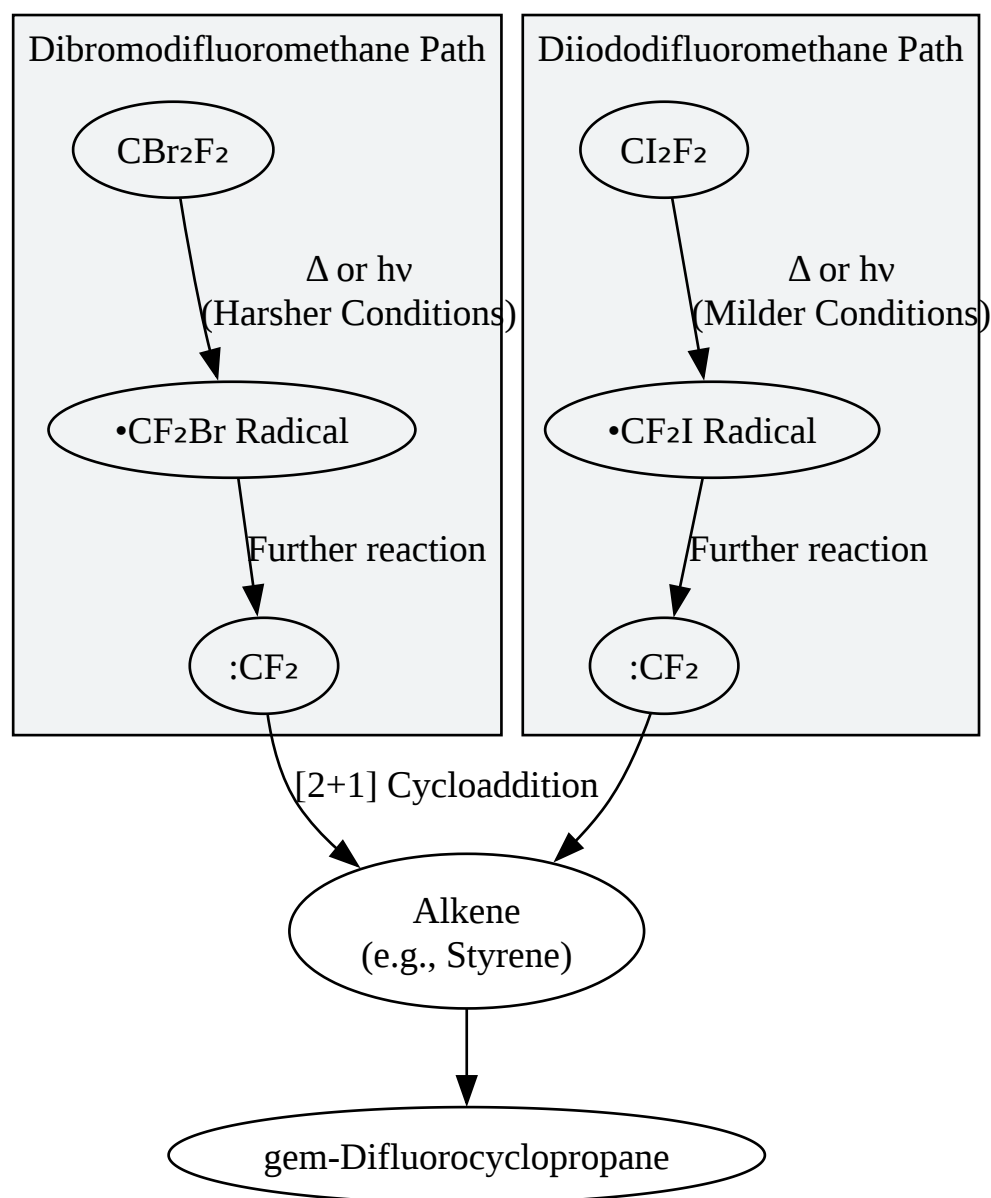 Dibromodifluoromethane Path
CBr₂F₂
Δ or hν
(Harsher Conditions)
•CF₂Br Radical
Further reaction
:CF₂
Diiododifluoromethane Path
CI₂F₂
Δ or hν
(Milder Conditions)
•CF₂I Radical
Further reaction
:CF₂
[2+1] Cycloaddition
Alkene
(e.g., Styrene)
gem-Difluorocyclopropane